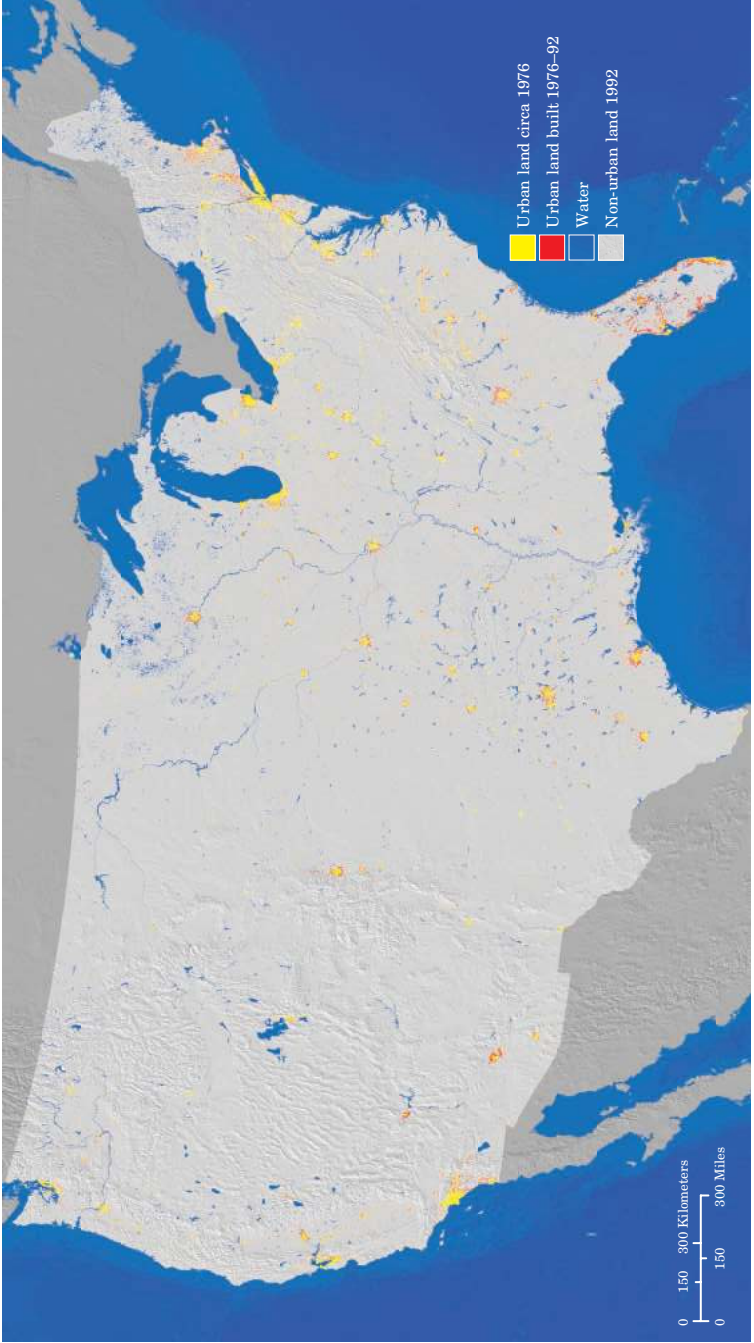 Urban land circa 1976
Urban land built 1976–92
Water
Non-urban land 1992
0 150 300 Kilometers
0 150 300 Miles